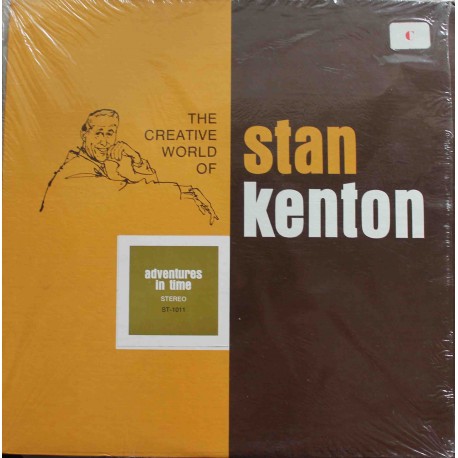 C
THE
CREATIVE
WORLD
OF
stan
kenton
adventures
in time
STEREO
ST-1011